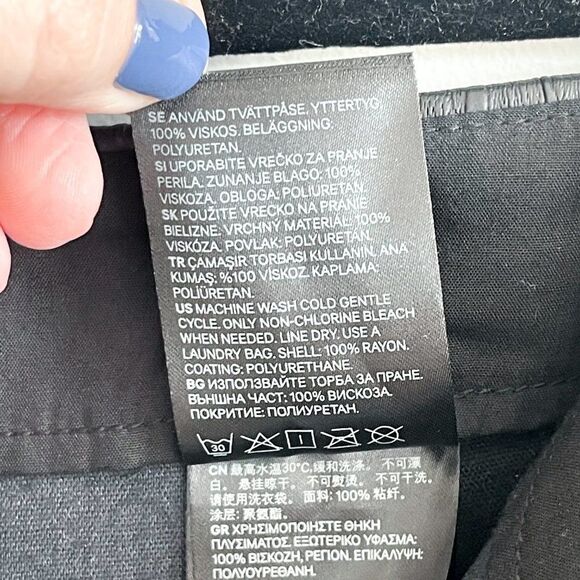 SE ANVÄND TVÄTTPÅSE. YTTERTYG:
100% VISKOS. BELÄGGNING:
POLYURETAN.
SI UPORABITE VREČKO ZA PRANJE
PERILA. ZUNANJE BLAGO: 100%
VISKOZA. OBLOGA: POLIURETAN.
SK POUŽITE VRECKO NA PRANIE
BIELIZNE. VRCHNÝ MATERIÁL: 100%
VISKÓZA. POVLAK: POLYURETAN.
TR ÇAMAŞIR TORBASI KULLANIN. ANA
KUMAŞ: %100 VİSKOZ. KAPLAMA:
POLİÜRETAN.
US MACHINE WASH COLD GENTLE
CYCLE. ONLY NON-CHLORINE BLEACH
WHEN NEEDED. LINE DRY. USE A
LAUNDRY BAG. SHELL: 100% RAYON.
COATING: POLYURETHANE.
BG ИЗПОЛЗВАЙТЕ ТОРБА ЗА ПРАНЕ.
ВЪНШНА ЧАСТ: 100% ВИСКОЗА.
ПОКРИТИЕ: ПОЛИУРЕТАН.
30
CN 最高水温30°C,缓和洗涤。 不可漂
白。 悬挂晾干。 不可熨烫。 不可干洗。
请使用洗衣袋。 面料: 100% 粘纤。
涂层: 聚氨酯。
GR ΧΡΗΣΙΜΟΠΟΙΗΣΤΕ ΘΗΚΗ
ΠΛΥΣΙΜΑΤΟΣ. ΕΞΩΤΕΡΙΚΟ ΥΦΑΣΜΑ:
100% ΒΙΣΚΟΖΗ, ΡΕΓΙΟΝ. ΕΠΙΚΑΛΥΨΗ:
ΠΟΛΥΟΥΡΕΘΑΝΗ.